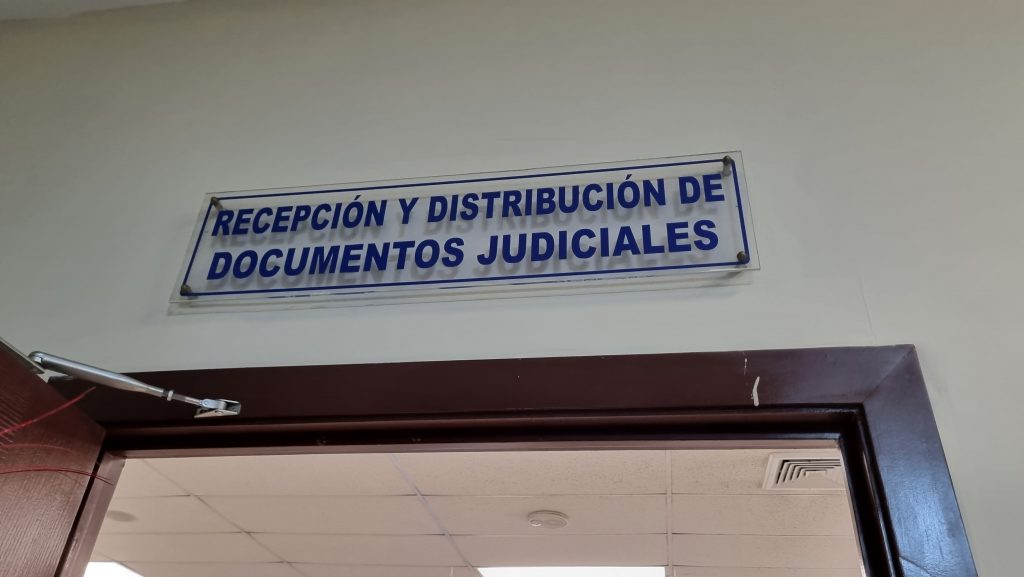 RECEPCIÓN Y DISTRIBUCIÓN DE
DOCUMENTOS JUDICIALES